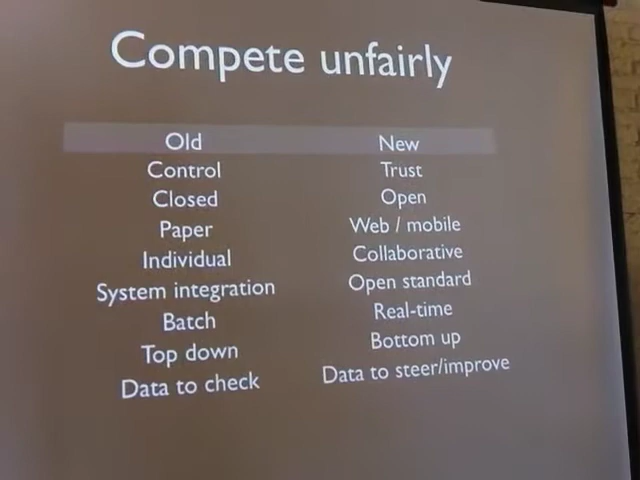 Compete unfairly
Old New
Control Trust
Closed Open
Paper Web / mobile
Individual Collaborative
System integration Open standard
Batch Real-time
Top down Bottom up
Data to check Data to steer/improve